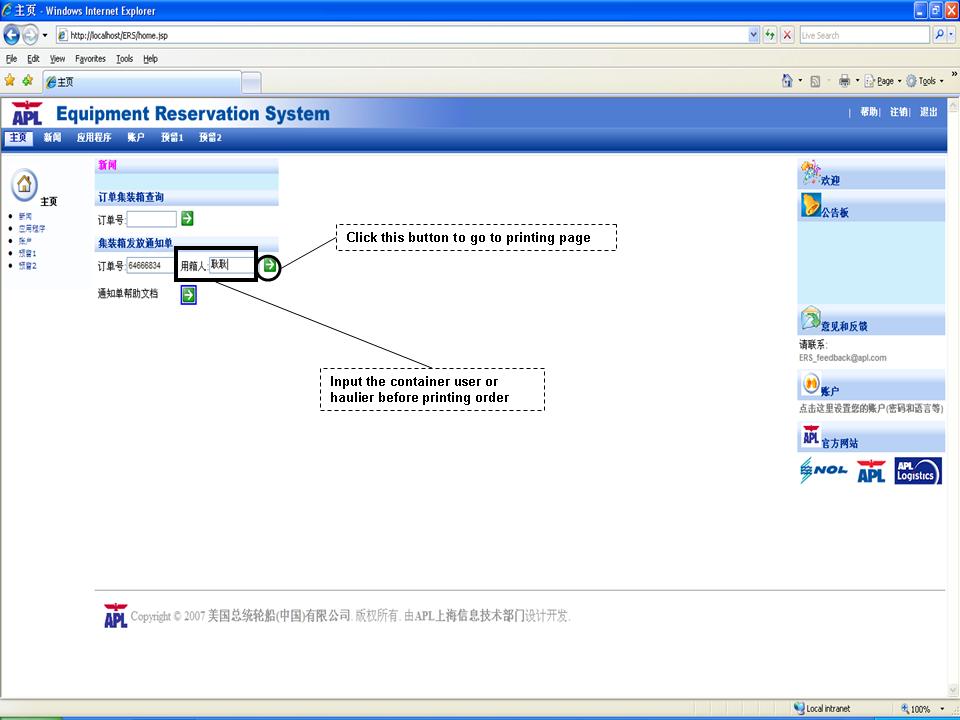 主页 - Windows Internet Explorer
http://localhost/ERS/home.jsp
Live Search
File Edit View Favorites Tools Help
主页
Page Tools
APL Equipment Reservation System
| 帮助| 注销| 退出
主页 新闻 应用程序 账户 预留1 预留2
主页
新闻
应用程序
账户
预留1
预留2
新闻
订单集装箱查询
订单号:
集装箱发放通知单
订单号: 64666834 用箱人: 耿耿
通知单帮助文档
Click this button to go to printing page
Input the container user or
haulier before printing order
欢迎
公告板
意见和反馈
请联系:
ERS_feedback@apl.com
账户
点击这里设置您的账户(密码和语言等)
APL 官方网站
NOL APL APL Logistics
APL Copyright © 2007 美国总统轮船(中国)有限公司. 版权所有. 由APL上海信息技术部门设计开发.
Local intranet 100%